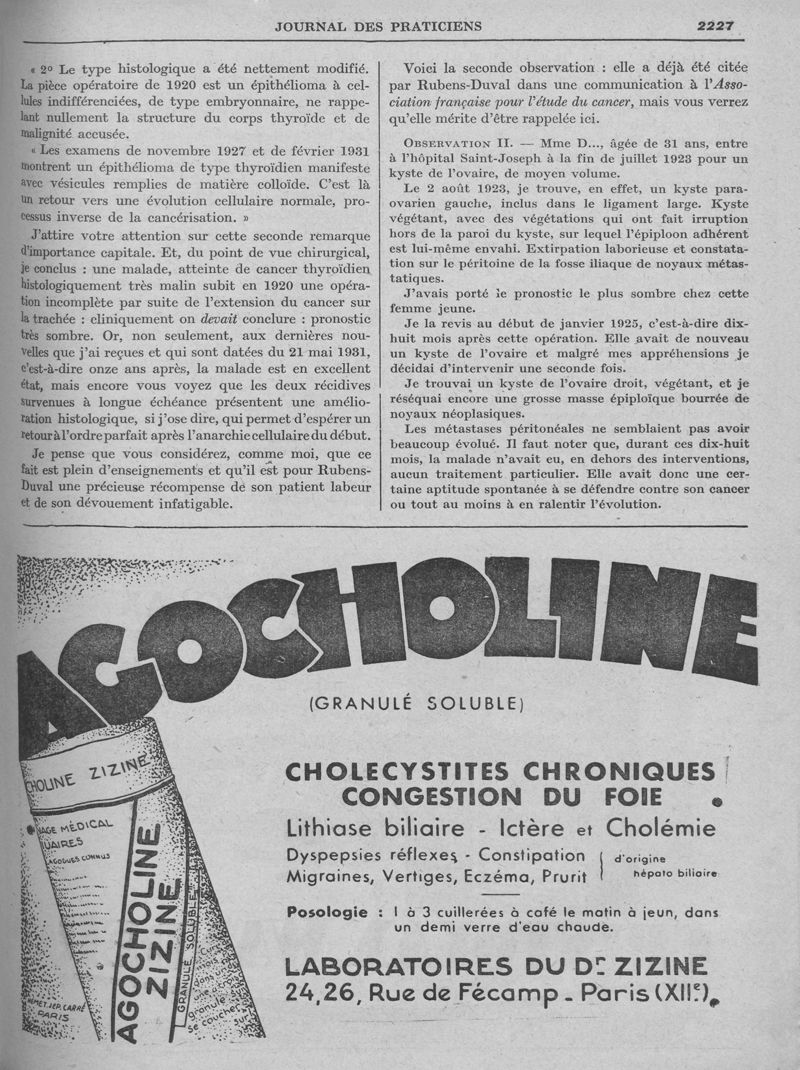 JOURNAL DES PRATICIENS
2227
« 2º Le type histologique a été nettement modifié.
La pièce opératoire de 1920 est un épithélioma à cel-
lules indifférenciées, de type embryonnaire, ne rappe-
lant nullement la structure du corps thyroïde et de
malignité accusée.
« Les examens de novembre 1927 et de février 1931
montrent un épithélioma de type thyroïdien manifeste
avec vésicules remplies de matière colloïde. C'est là
un retour vers une évolution cellulaire normale, pro-
cessus inverse de la cancérisation. »
J'attire votre attention sur cette seconde remarque
d'importance capitale. Et, du point de vue chirurgical,
je conclus : une malade, atteinte de cancer thyroïdien
histologiquement très malin subit en 1920 une opéra-
tion incomplète par suite de l'extension du cancer sur
la trachée : cliniquement on devait conclure : pronostic
très sombre. Or, non seulement, aux dernières nou-
velles que j'ai reçues et qui sont datées du 21 mai 1931,
c'est-à-dire onze ans après, la malade est en excellent
état, mais encore vous voyez que les deux récidives
survenues à longue échéance présentent une amélio-
ration histologique, si j'ose dire, qui permet d'espérer un
retour à l'ordre parfait après l'anarchie cellulaire du début.
Je pense que vous considérez, comme moi, que ce
fait est plein d'enseignements et qu'il est pour Rubens-
Duval une précieuse récompense de son patient labeur
et de son dévouement infatigable.
Voici la seconde observation : elle a déjà été citée
par Rubens-Duval dans une communication à l'Asso-
ciation française pour l'étude du cancer, mais vous verrez
qu'elle mérite d'être rappelée ici.
OBSERVATION II. — Mme D..., âgée de 31 ans, entre
à l'hôpital Saint-Joseph à la fin de juillet 1923 pour un
kyste de l'ovaire, de moyen volume.
Le 2 août 1923, je trouve, en effet, un kyste para-
ovarien gauche, inclus dans le ligament large. Kyste
végétant, avec des végétations qui ont fait irruption
hors de la paroi du kyste, sur lequel l'épiploon adhérent
est lui-même envahi. Extirpation laborieuse et constata-
tion sur le péritoine de la fosse iliaque de noyaux métas-
tatiques.
J'avais porté le pronostic le plus sombre chez cette
femme jeune.
Je la revis au début de janvier 1925, c'est-à-dire dix-
huit mois après cette opération. Elle avait de nouveau
un kyste de l'ovaire et malgré mes appréhensions je
décidai d'intervenir une seconde fois.
Je trouvai un kyste de l'ovaire droit, végétant, et je
réséquai encore une grosse masse épiploïque bourrée de
noyaux néoplasiques.
Les métastases péritonéales ne semblaient pas avoir
beaucoup évolué. Il faut noter que, durant ces dix-huit
mois, la malade n'avait eu, en dehors des interventions,
aucun traitement particulier. Elle avait donc une cer-
taine aptitude spontanée à se défendre contre son cancer
ou tout au moins à en ralentir l'évolution.
AGOCHOLINE
(GRANULÉ SOLUBLE)
CHOLINE ZIZINE
AGE MÉDICAL
AGOCHOLINE
ZIZINE
GRANULÉ SOLUBLE
PARIS
granulé
se coucher
CHOLECYSTITES CHRONIQUES
CONGESTION DU FOIE
Lithiase biliaire - Ictère et Cholémie
Dyspepsies réflexes - Constipation
Migraines, Vertiges, Eczéma, Prurit
d'origine
hépato biliaire
Posologie : 1 à 3 cuillerées à café le matin à jeun, dans
un demi verre d'eau chaude.
LABORATOIRES DU Dr ZIZINE
24,26, Rue de Fécamp - Paris (XIIe)